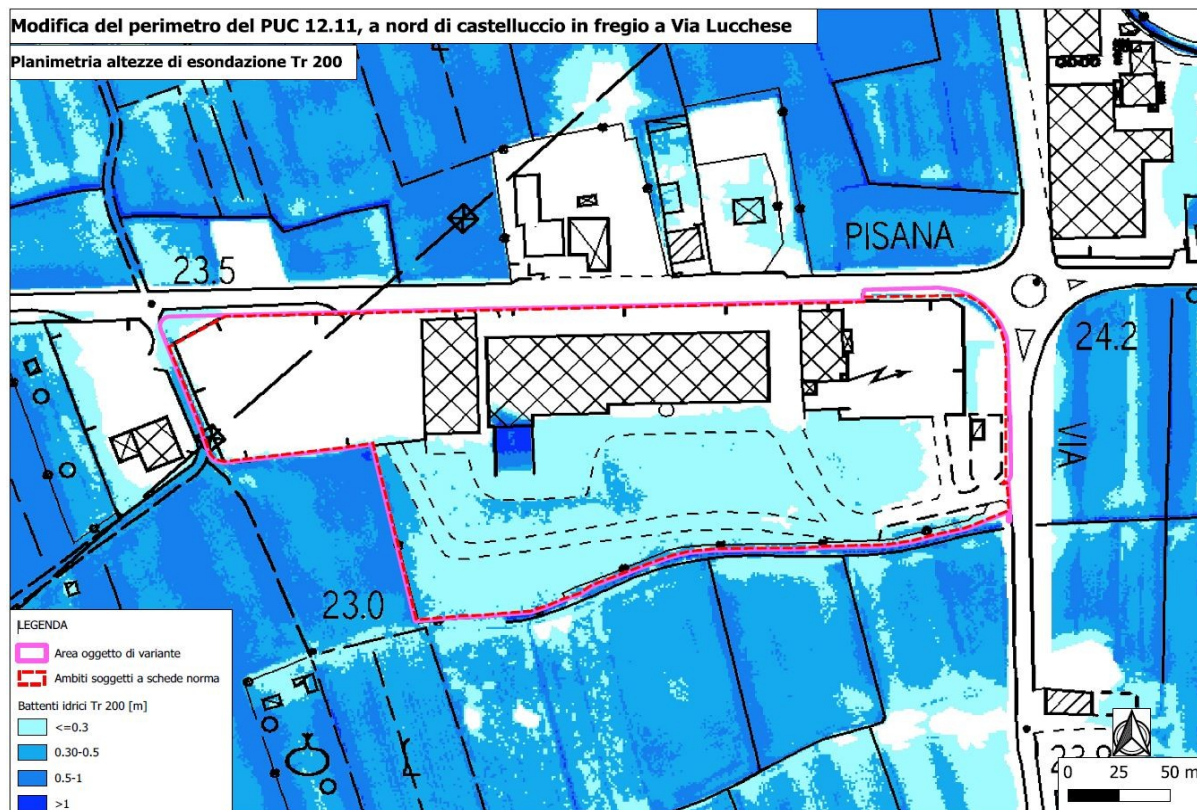 Modifica del perimetro del PUC 12.11, a nord di castelluccio in fregio a Via Lucchese
Planimetria altezze di esondazione Tr 200
PISANA
23.5
24.2
VIA
23.0
LEGENDA
Area oggetto di variante
Ambiti soggetti a schede norma
Battenti idrici Tr 200 [m]
<=0.3
0.30-0.5
0.5-1
>1
0 25 50 m